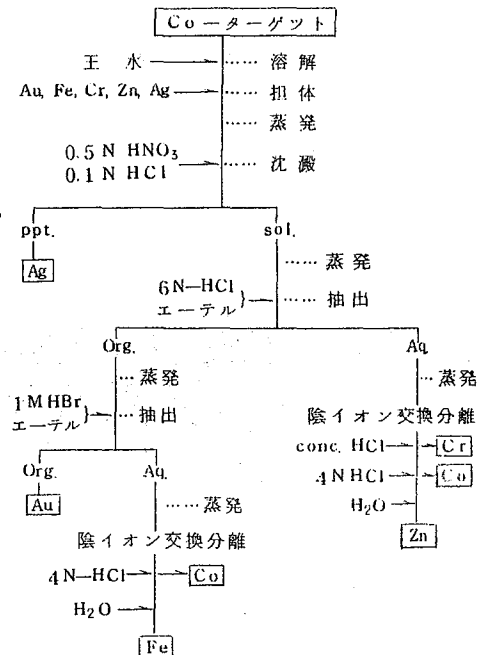 Co-ターゲット
王水 …… 溶解
Au, Fe, Cr, Zn, Ag …… 担体
…… 蒸発
0.5 N HNO₃
0.1 N HCl …… 沈澱
ppt. sol.
Ag …… 蒸発
6N-HCl
エーテル } …… 抽出
Org. Aq.
… 蒸発 … 蒸発
1 M HBr
エーテル } … 抽出
陰イオン交換分離
conc. HCl Cr
Org. Aq. 4 N HCl Co
Au …… 蒸発 H₂O
陰イオン交換分離 Zn
4 N-HCl Co
H₂O
Fe